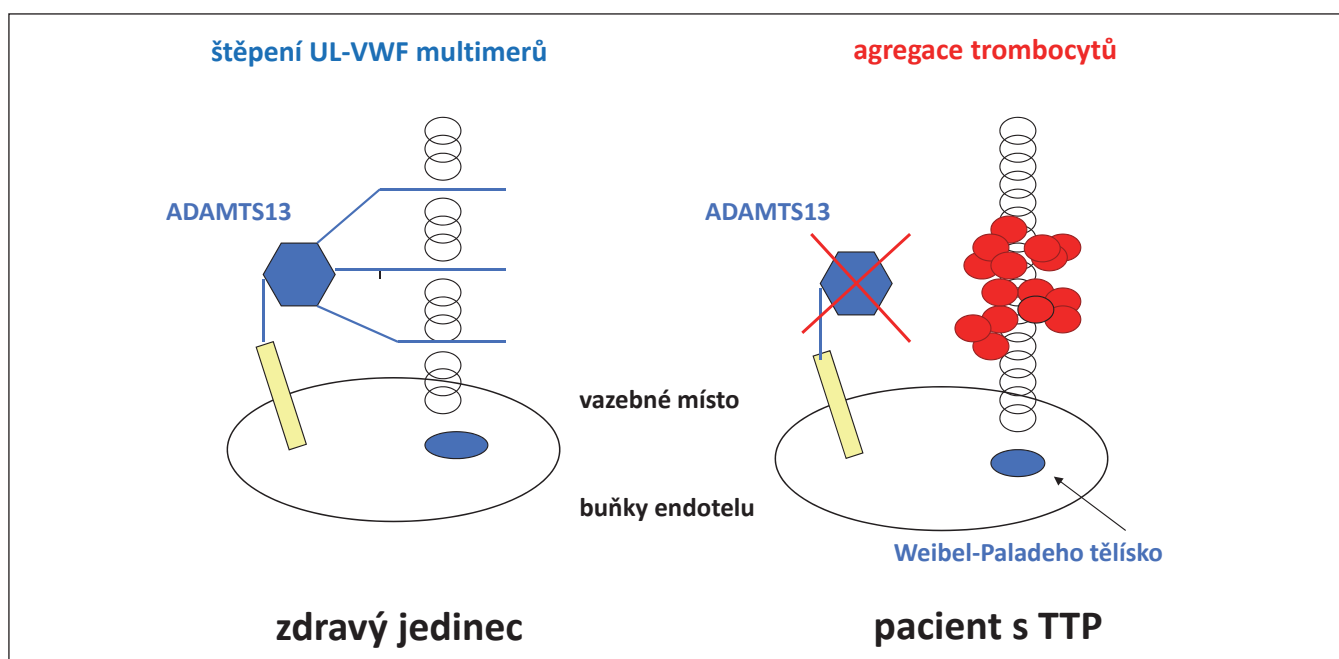 štěpení UL-VWF multimerů
agregace trombocytů
ADAMTS13
ADAMTS13
vazebné místo
buňky endotelu
Weibel-Paladeho tělísko
zdravý jedinec
pacient s TTP